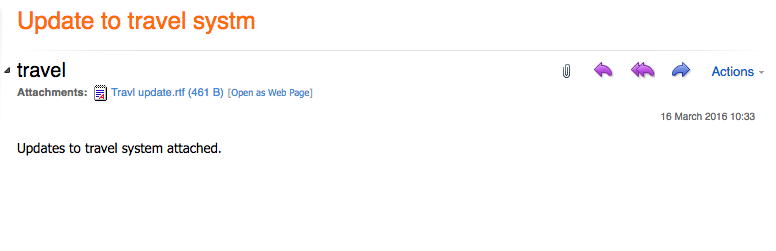 Update to travel systm
travel
Actions
Attachments: Travl update.rtf (461 B) [Open as Web Page]
16 March 2016 10:33
Updates to travel system attached.